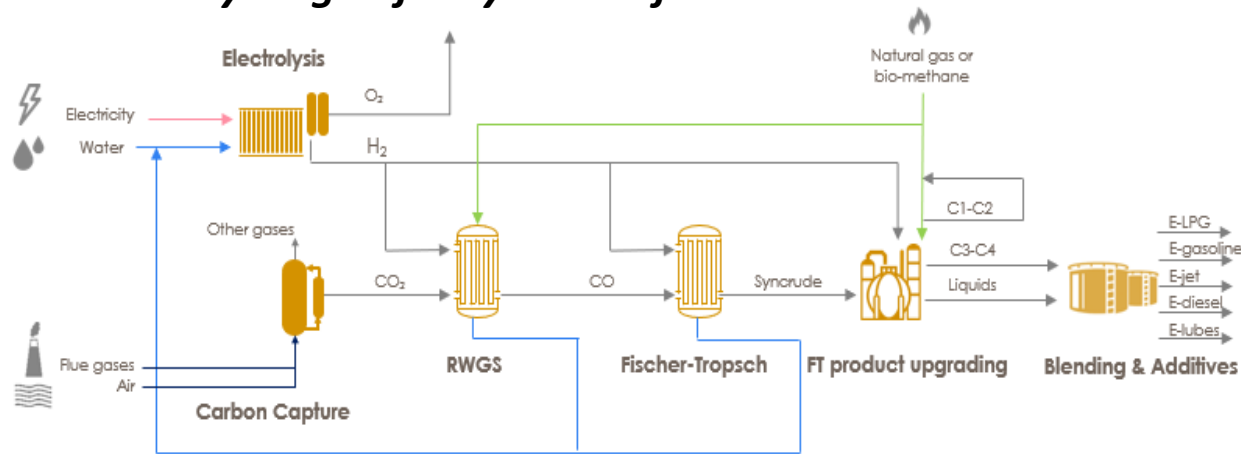 Electrolysis
Natural gas or
bio-methane
O₂
Electricity
Water
H₂
C1-C2
Other gases
E-LPG
C3-C4
E-gasoline
CO₂
CO
Syncrude
Liquids
E-jet
E-diesel
E-lubes
Flue gases
Air
RWGS
Fischer-Tropsch
FT product upgrading
Blending & Additives
Carbon Capture